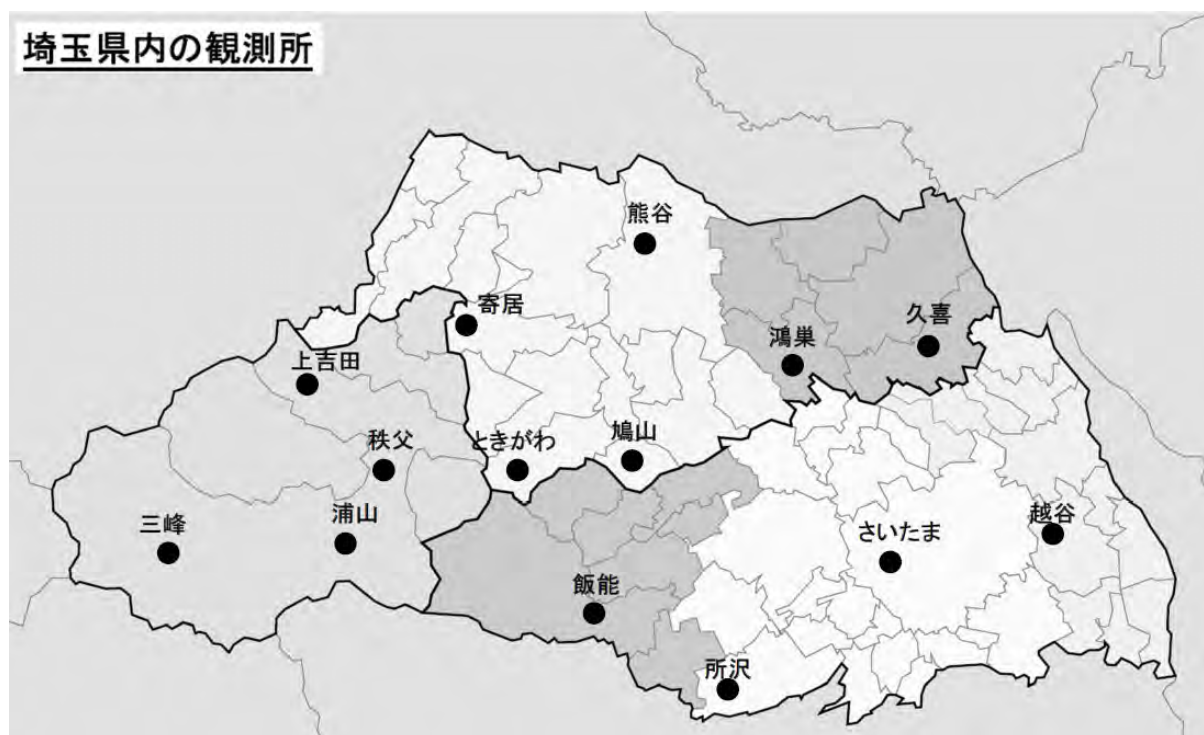 埼玉県内の観測所
熊谷
寄居
久喜
鴻巣
上吉田
ときがわ
鳩山
秩父
三峰
浦山
さいたま
越谷
飯能
所沢